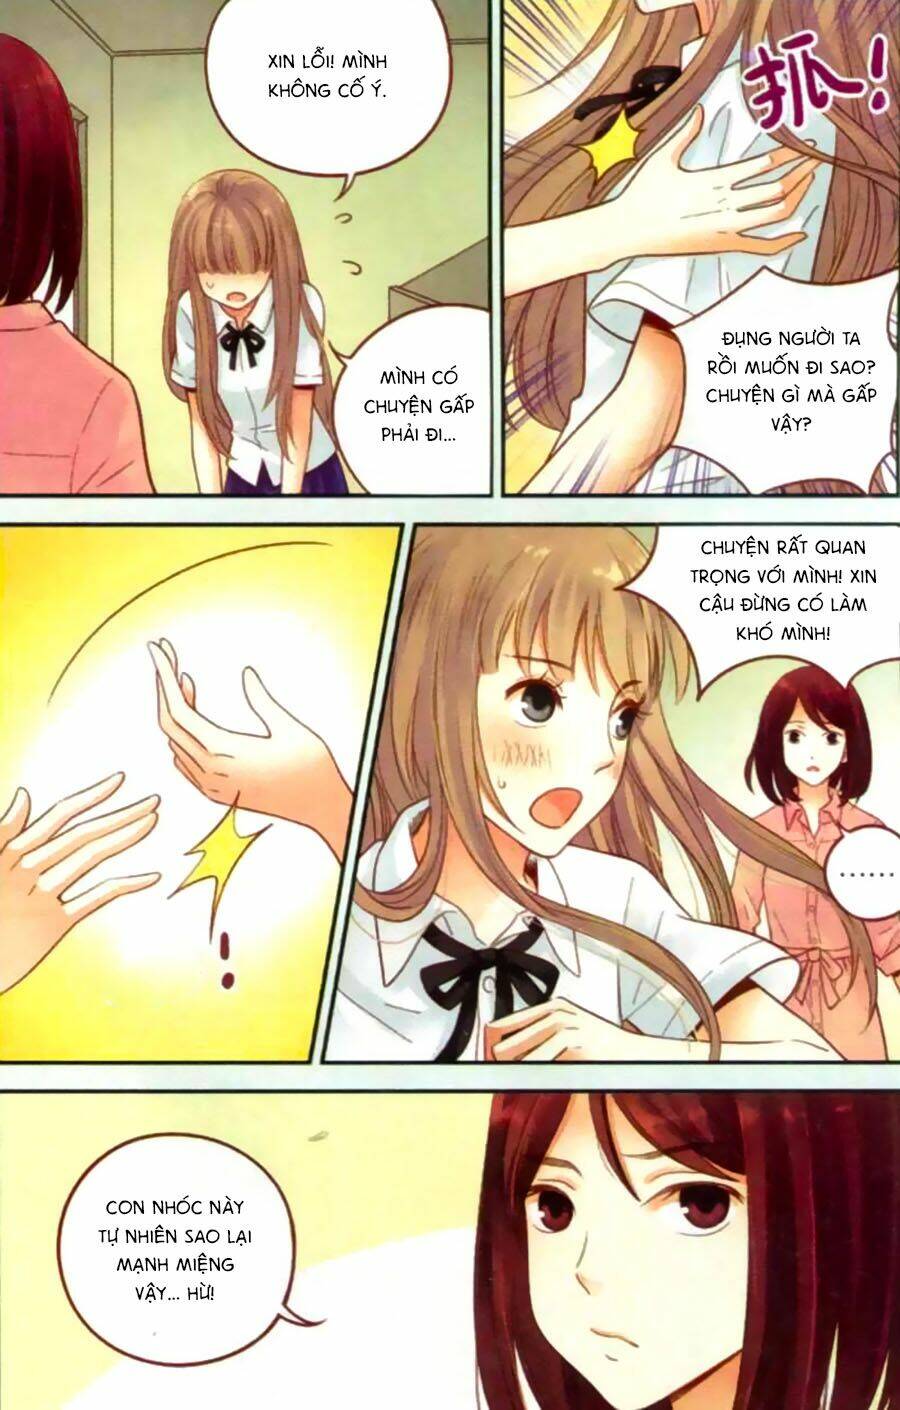 XIN LỖI! MÌNH
KHÔNG CỐ Ý.
MÌNH CÓ
CHUYỆN GẤP
PHẢI ĐI...
抓!
ĐỤNG NGƯỜI TA
RỒI MUỐN ĐI SAO?
CHUYỆN GÌ MÀ GẤP
VẬY?
!
CHUYỆN RẤT QUAN
TRỌNG VỚI MÌNH! XIN
CẬU ĐỪNG CÓ LÀM
KHÓ MÌNH!
......
CON NHÓC NÀY
TỰ NHIÊN SAO LẠI
MẠNH MIỆNG
VẬY... HỪ!